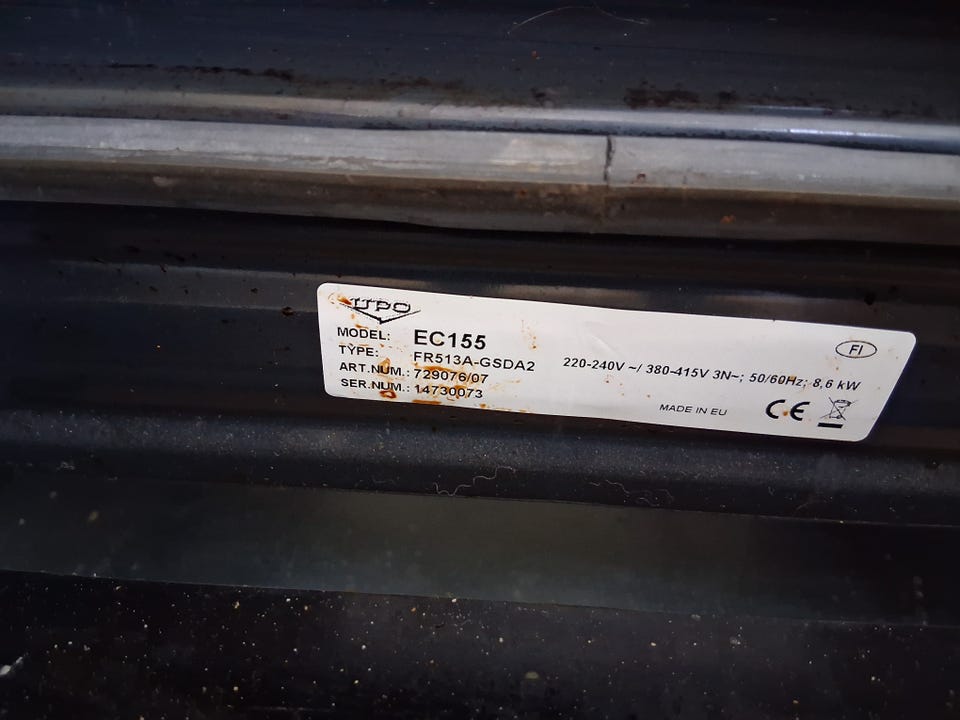 UPO
MODEL: EC155
TYPE: FR513A-GSDA2
ART.NUM.: 729076/07
SER.NUM.: 14730073
220-240V ~/ 380-415V 3N~; 50/60Hz; 8,6 kW
FI
MADE IN EU
CE